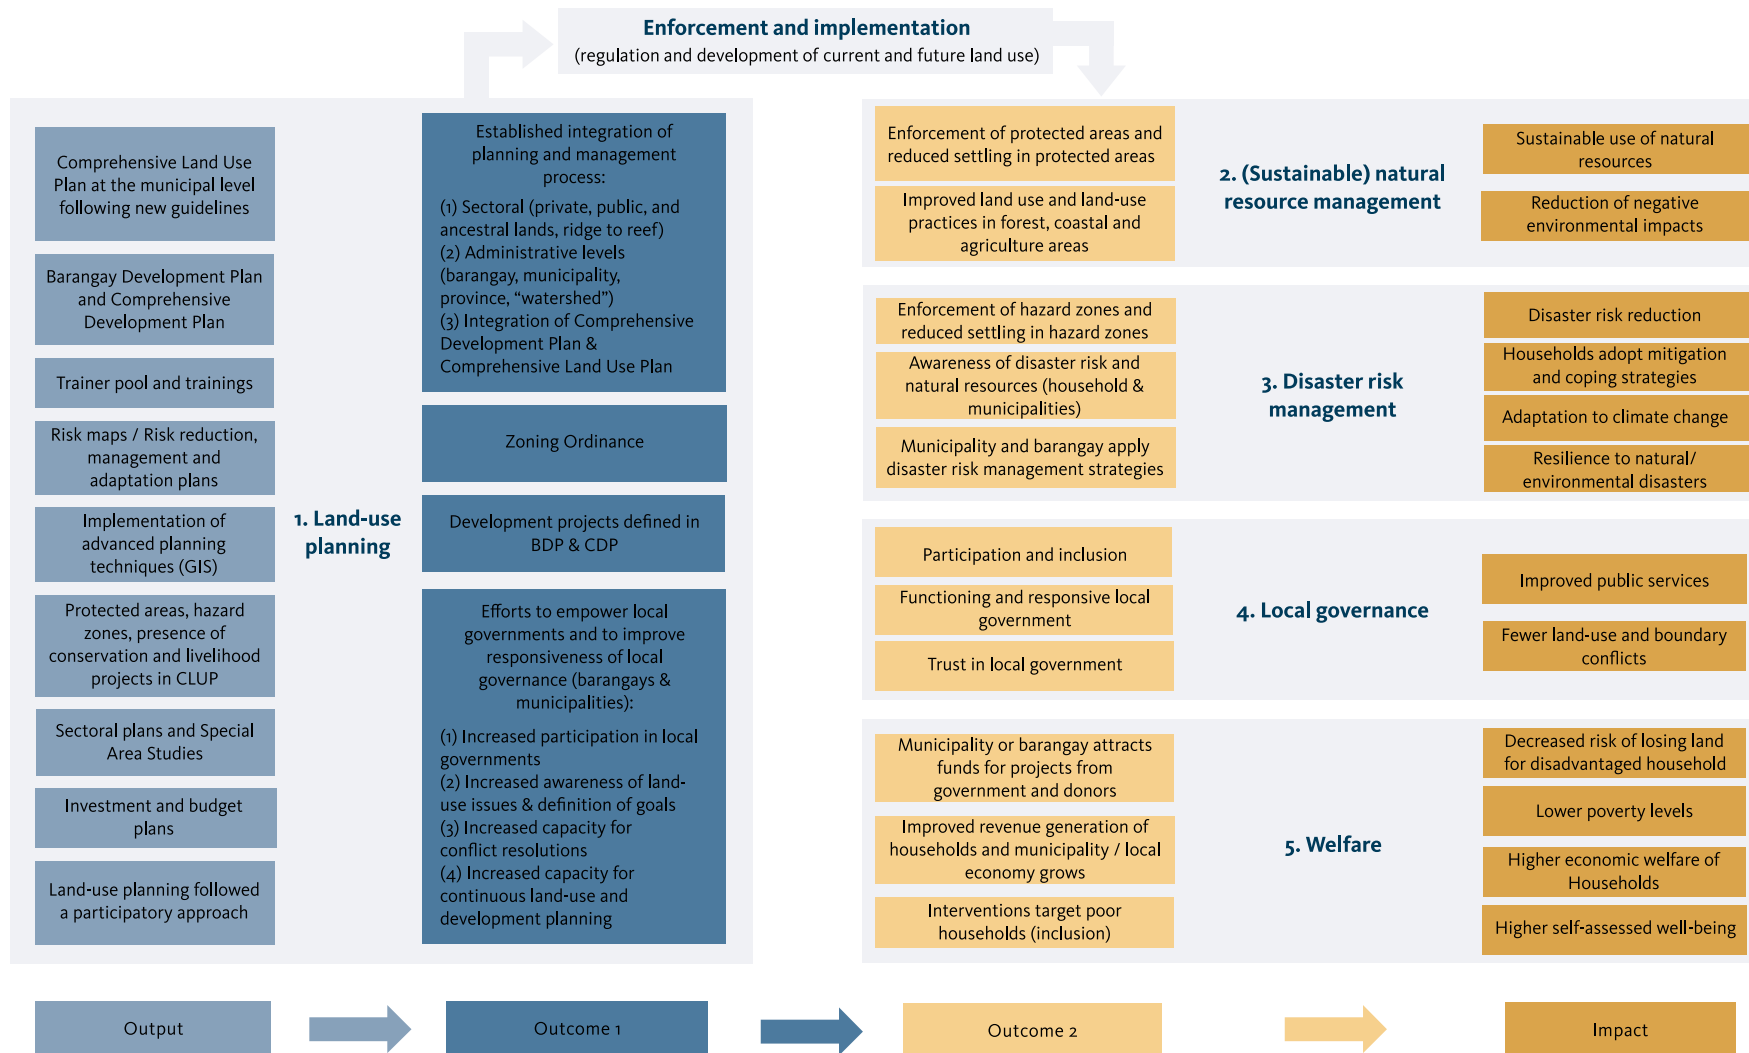 Enforcement and implementation
(regulation and development of current and future land use)
Comprehensive Land Use
Plan at the municipal level
following new guidelines
Barangay Development Plan
and Comprehensive
Development Plan
Trainer pool and trainings
Risk maps / Risk reduction,
management and
adaptation plans
Implementation of
advanced planning
techniques (GIS)
Protected areas, hazard
zones, presence of
conservation and livelihood
projects in CLUP
Sectoral plans and Special
Area Studies
Investment and budget
plans
Land-use planning followed
a participatory approach
1. Land-use
planning
Established integration of
planning and management
process:
(1) Sectoral (private, public, and
ancestral lands, ridge to reef)
(2) Administrative levels
(barangay, municipality,
province, “watershed”)
(3) Integration of Comprehensive
Development Plan &
Comprehensive Land Use Plan
Zoning Ordinance
Development projects defined in
BDP & CDP
Efforts to empower local
governments and to improve
responsiveness of local
governance (barangays &
municipalities):
(1) Increased participation in local
governments
(2) Increased awareness of land-
use issues & definition of goals
(3) Increased capacity for
conflict resolutions
(4) Increased capacity for
continuous land-use and
development planning
Enforcement of protected areas and
reduced settling in protected areas
Improved land use and land-use
practices in forest, coastal and
agriculture areas
2. (Sustainable) natural
resource management
Sustainable use of natural
resources
Reduction of negative
environmental impacts
Enforcement of hazard zones and
reduced settling in hazard zones
Awareness of disaster risk and
natural resources (household &
municipalities)
Municipality and barangay apply
disaster risk management strategies
3. Disaster risk
management
Disaster risk reduction
Households adopt mitigation
and coping strategies
Adaptation to climate change
Resilience to natural/
environmental disasters
Participation and inclusion
Functioning and responsive local
government
Trust in local government
4. Local governance
Improved public services
Fewer land-use and boundary
conflicts
Municipality or barangay attracts
funds for projects from
government and donors
Improved revenue generation of
households and municipality / local
economy grows
Interventions target poor
households (inclusion)
5. Welfare
Decreased risk of losing land
for disadvantaged household
Lower poverty levels
Higher economic welfare of
Households
Higher self-assessed well-being
Output
Outcome 1
Outcome 2
Impact